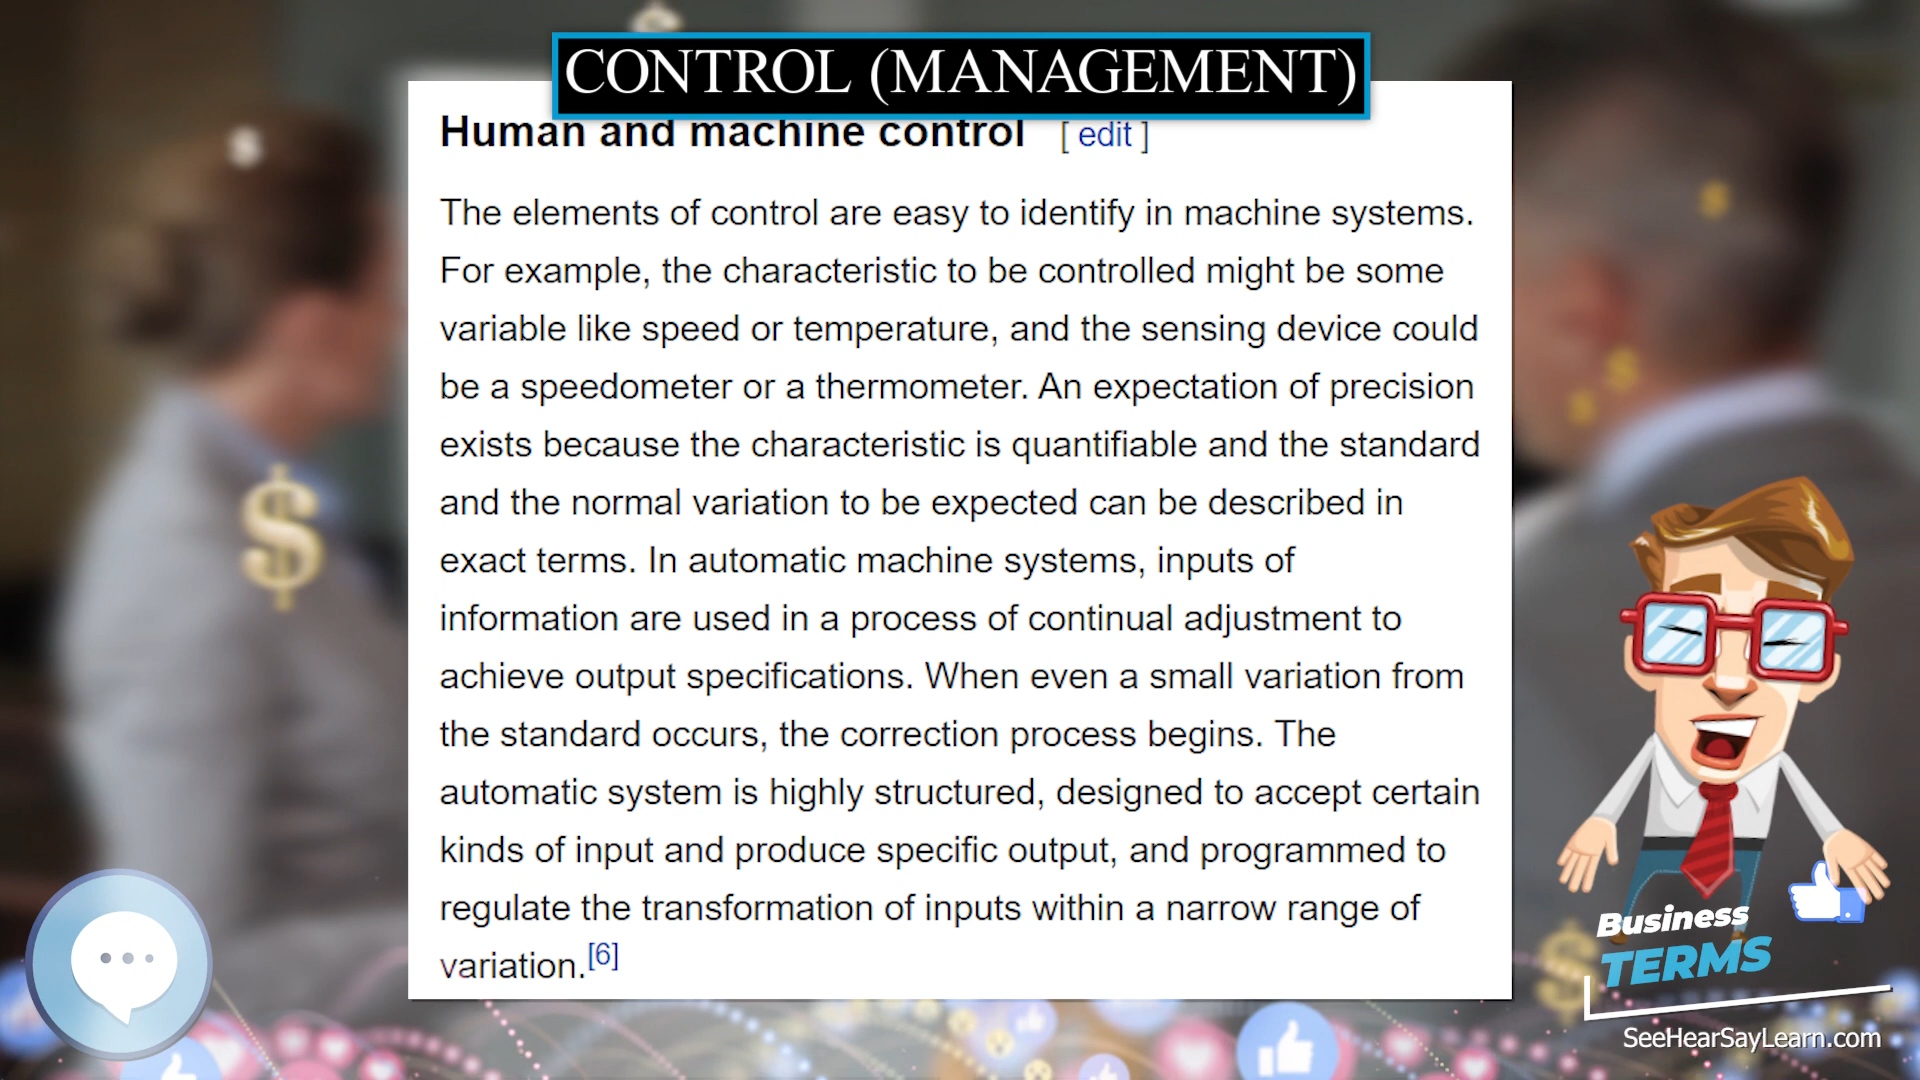 CONTROL (MANAGEMENT)
Human and machine control [ edit ]
The elements of control are easy to identify in machine systems.
For example, the characteristic to be controlled might be some
variable like speed or temperature, and the sensing device could
be a speedometer or a thermometer. An expectation of precision
exists because the characteristic is quantifiable and the standard
and the normal variation to be expected can be described in
exact terms. In automatic machine systems, inputs of
information are used in a process of continual adjustment to
achieve output specifications. When even a small variation from
the standard occurs, the correction process begins. The
automatic system is highly structured, designed to accept certain
kinds of input and produce specific output, and programmed to
regulate the transformation of inputs within a narrow range of
variation.[6]
Business
TERMS
SeeHearSayLearn.com